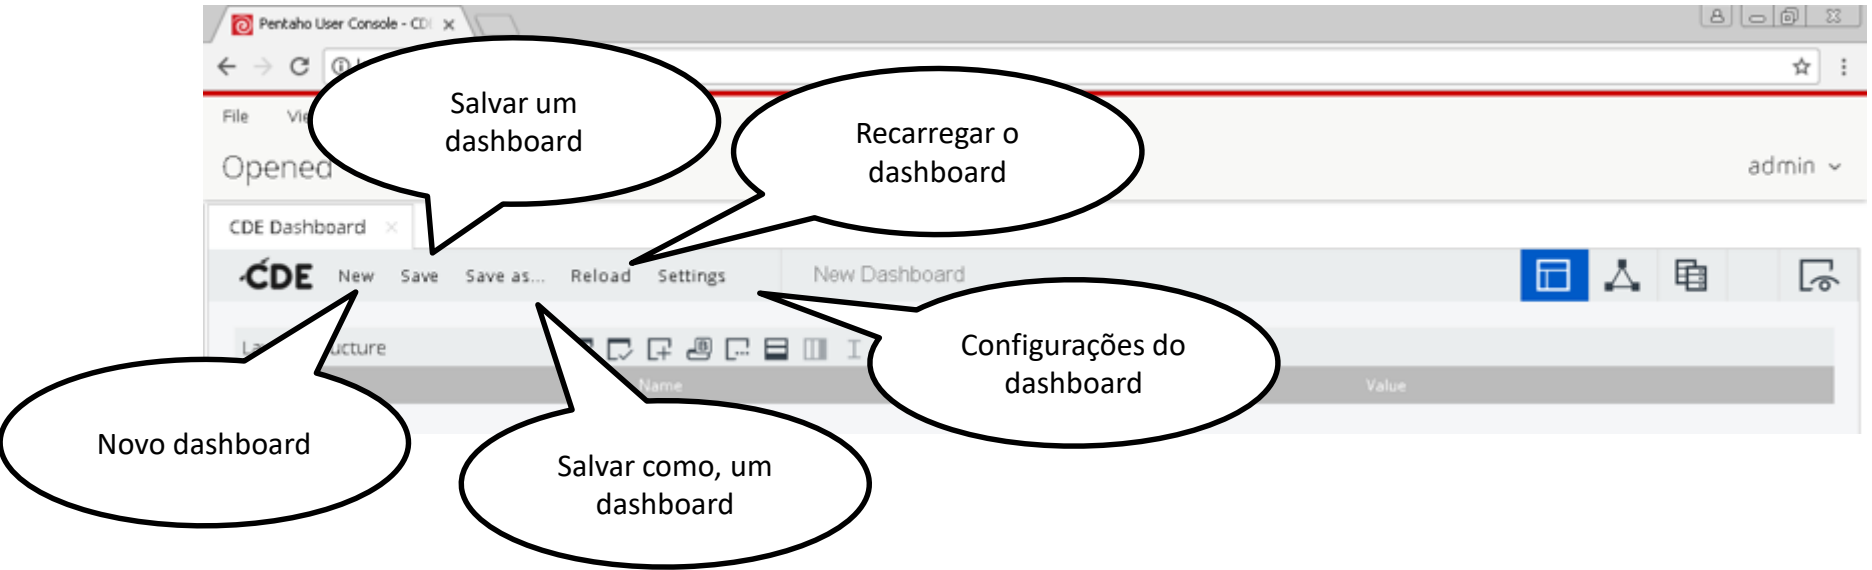 Pentaho User Console - CD
Salvar um
dashboard
Recarregar o
dashboard
File
Opened
admin
CDE Dashboard
CDE New Save Save as... Reload Settings New Dashboard
Configurações do
dashboard
Name
Value
Novo dashboard
Salvar como, um
dashboard